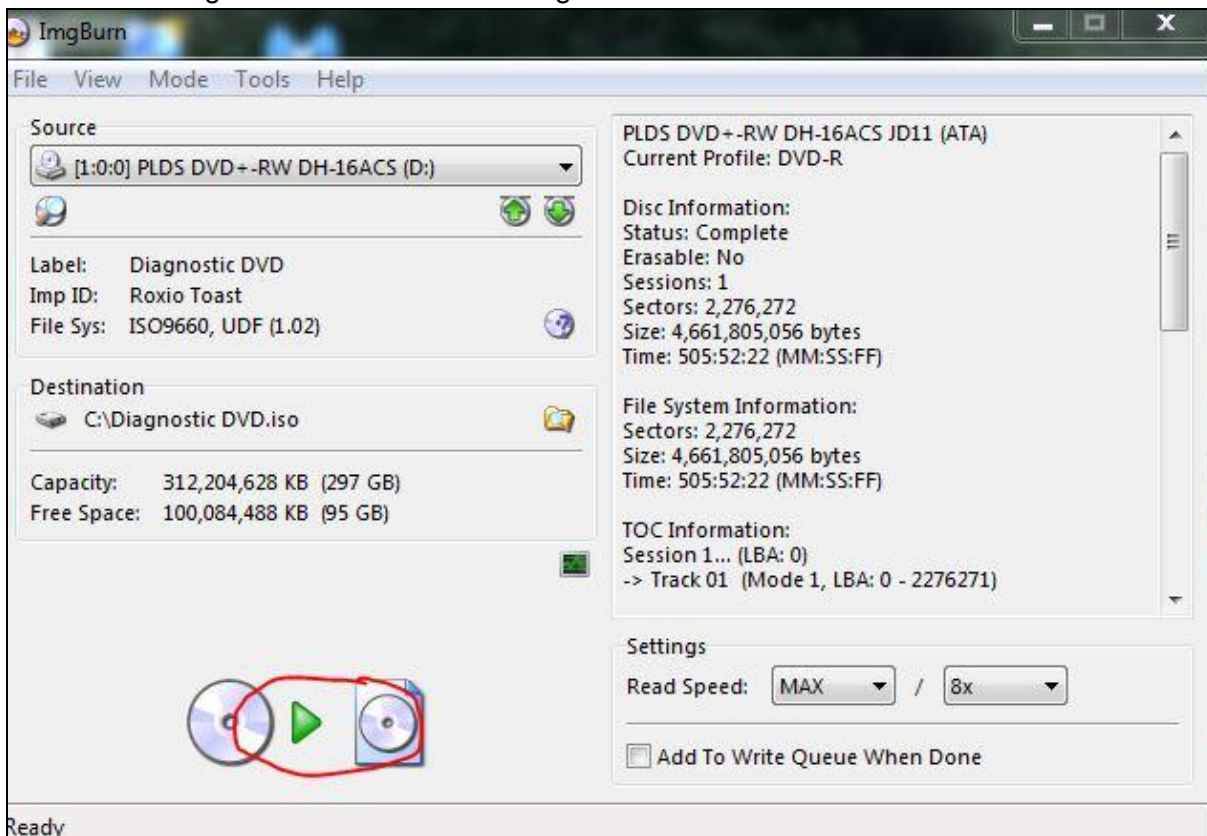 ImgBurn
File View Mode Tools Help
Source
[1:0:0] PLDS DVD+-RW DH-16ACS (D:)
Label: Diagnostic DVD
Imp ID: Roxio Toast
File Sys: ISO9660, UDF (1.02)
Destination
C:\Diagnostic DVD.iso
Capacity: 312,204,628 KB (297 GB)
Free Space: 100,084,488 KB (95 GB)
PLDS DVD+-RW DH-16ACS JD11 (ATA)
Current Profile: DVD-R
Disc Information:
Status: Complete
Erasable: No
Sessions: 1
Sectors: 2,276,272
Size: 4,661,805,056 bytes
Time: 505:52:22 (MM:SS:FF)
File System Information:
Sectors: 2,276,272
Size: 4,661,805,056 bytes
Time: 505:52:22 (MM:SS:FF)
TOC Information:
Session 1... (LBA: 0)
-> Track 01 (Mode 1, LBA: 0 - 2276271)
Settings
Read Speed: MAX / 8x
Add To Write Queue When Done
Ready